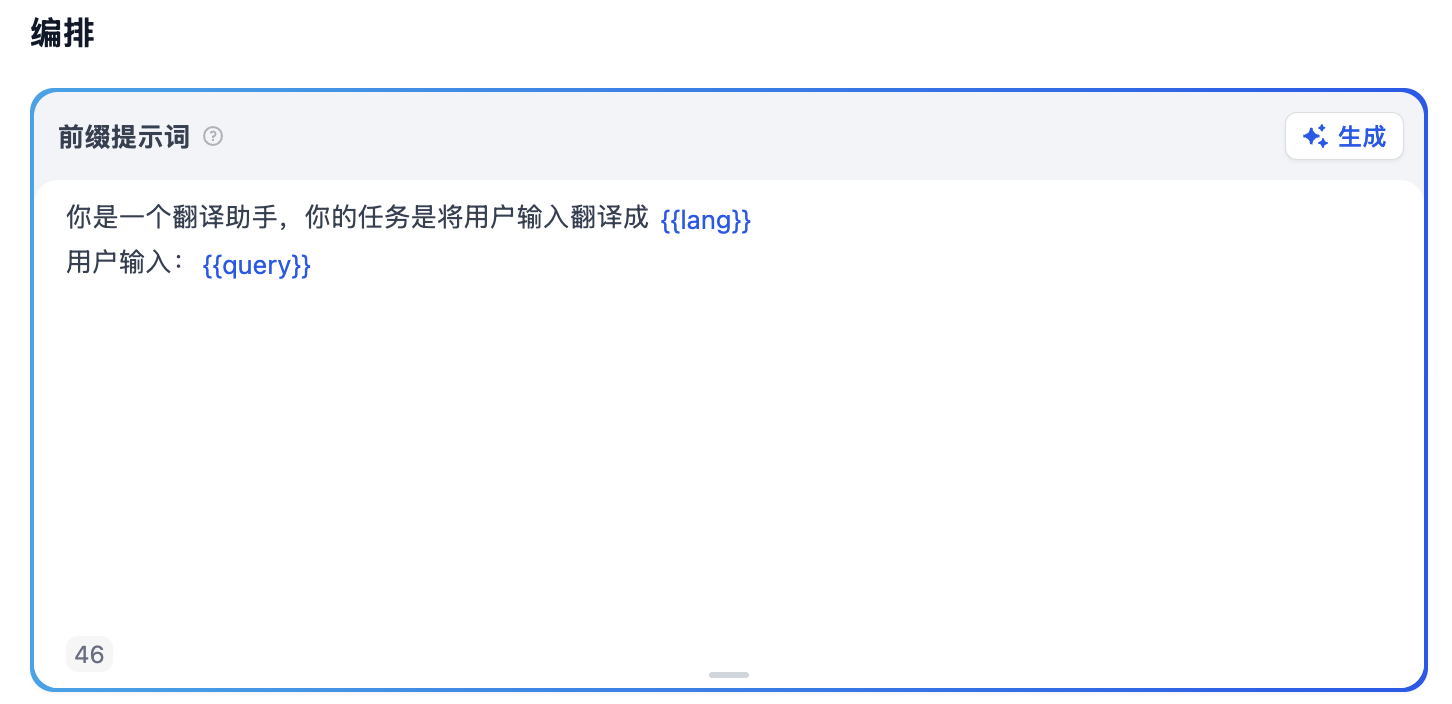 编排
前缀提示词 ?
生成
你是一个翻译助手，你的任务是将用户输入翻译成 {{lang}}
用户输入： {{query}}
46